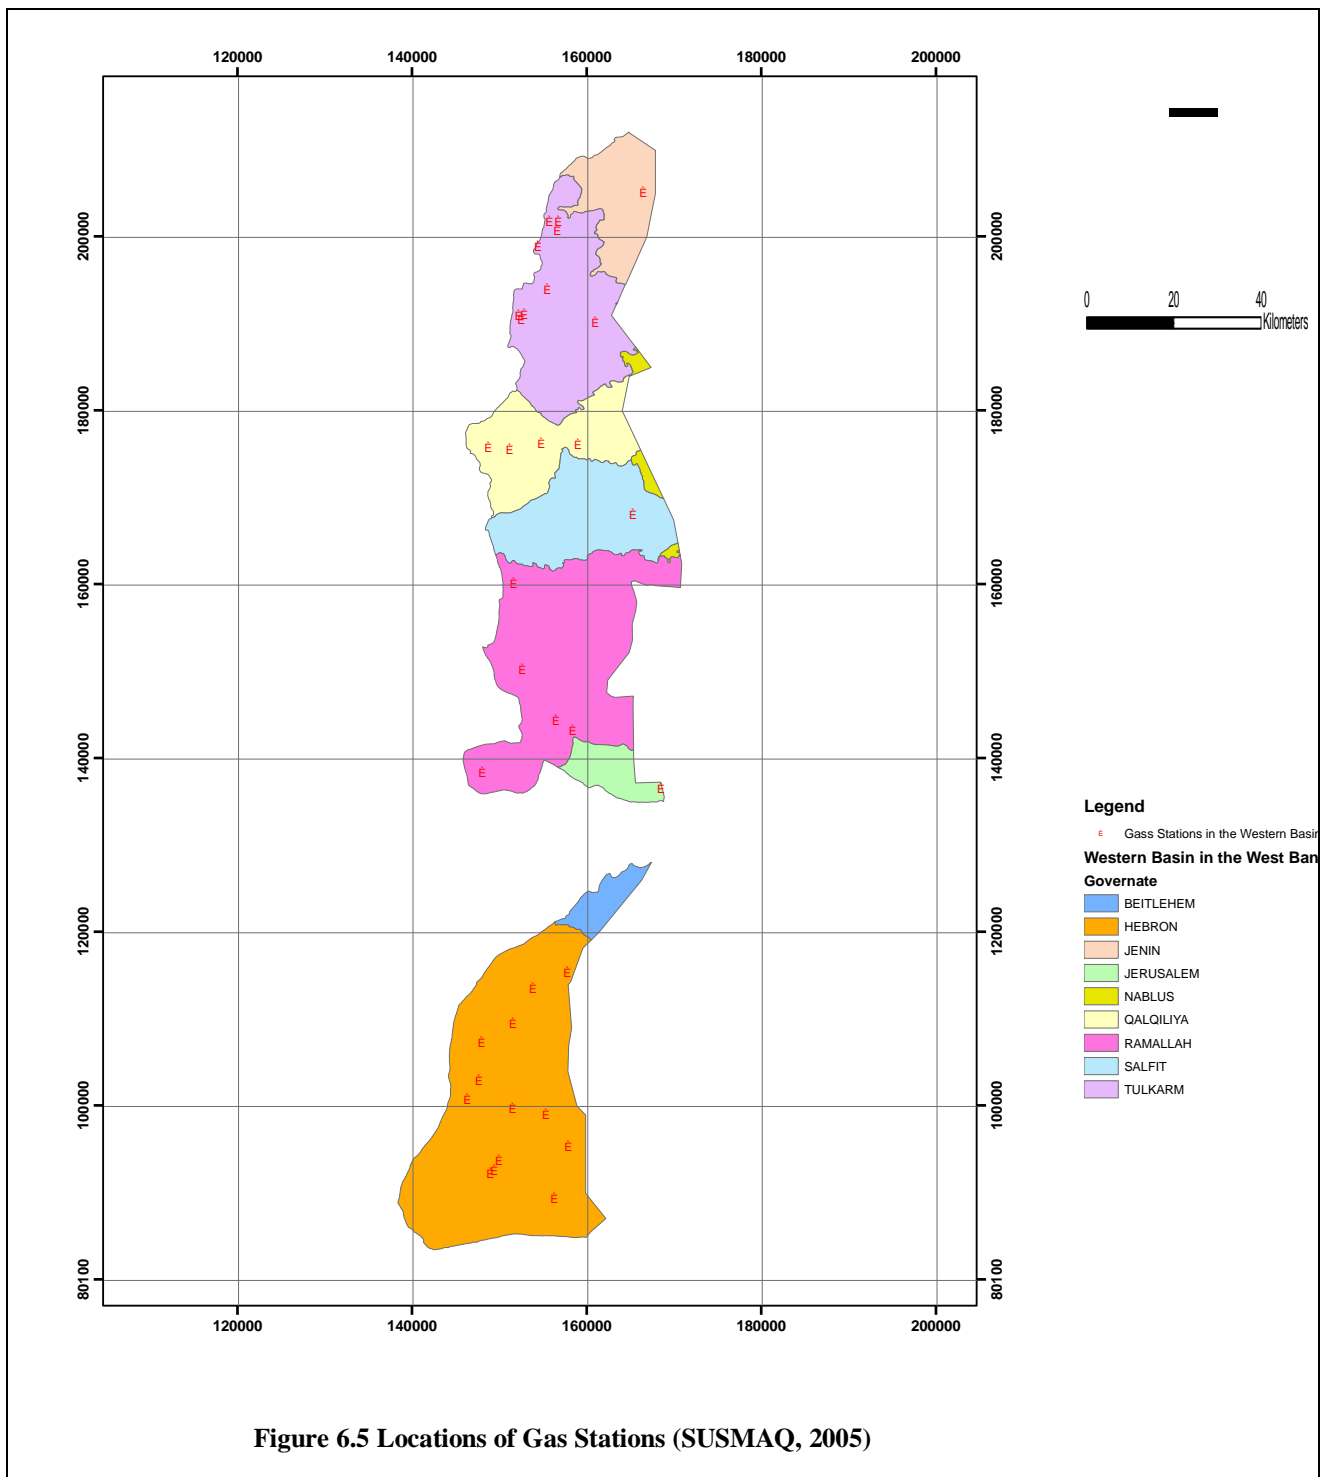 120000 140000 160000 180000 200000
200000 200000
180000 180000
160000 160000
140000 140000
120000 120000
100000 100000
80100 80100
120000 140000 160000 180000 200000
0 20 40
Kilometers
Legend
Gass Stations in the Western Basin
Western Basin in the West Ban
Governate
BEITLEHEM
HEBRON
JENIN
JERUSALEM
NABLUS
QALQILIYA
RAMALLAH
SALFIT
TULKARM
Figure 6.5 Locations of Gas Stations (SUSMAQ, 2005)